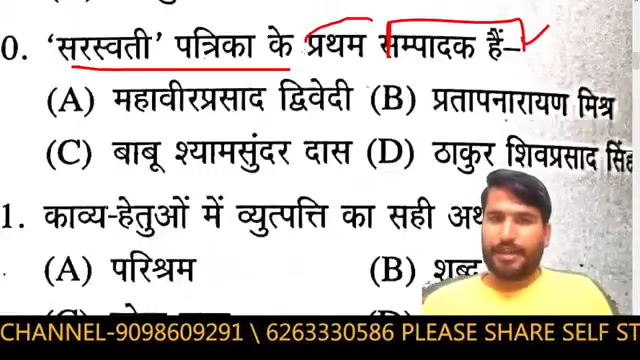 0. 'सरस्वती' पत्रिका के प्रथम सम्पादक हैं–
(A) महावीरप्रसाद द्विवेदी (B) प्रतापनारायण मिश्र
(C) बाबू श्यामसुंदर दास (D) ठाकुर शिवप्रसाद सिंह
1. काव्य-हेतुओं में व्युत्पत्ति का सही
(A) परिश्रम (B) शब्द
CHANNEL-9098609291 \ 6263330586 PLEASE SHARE SELF ST